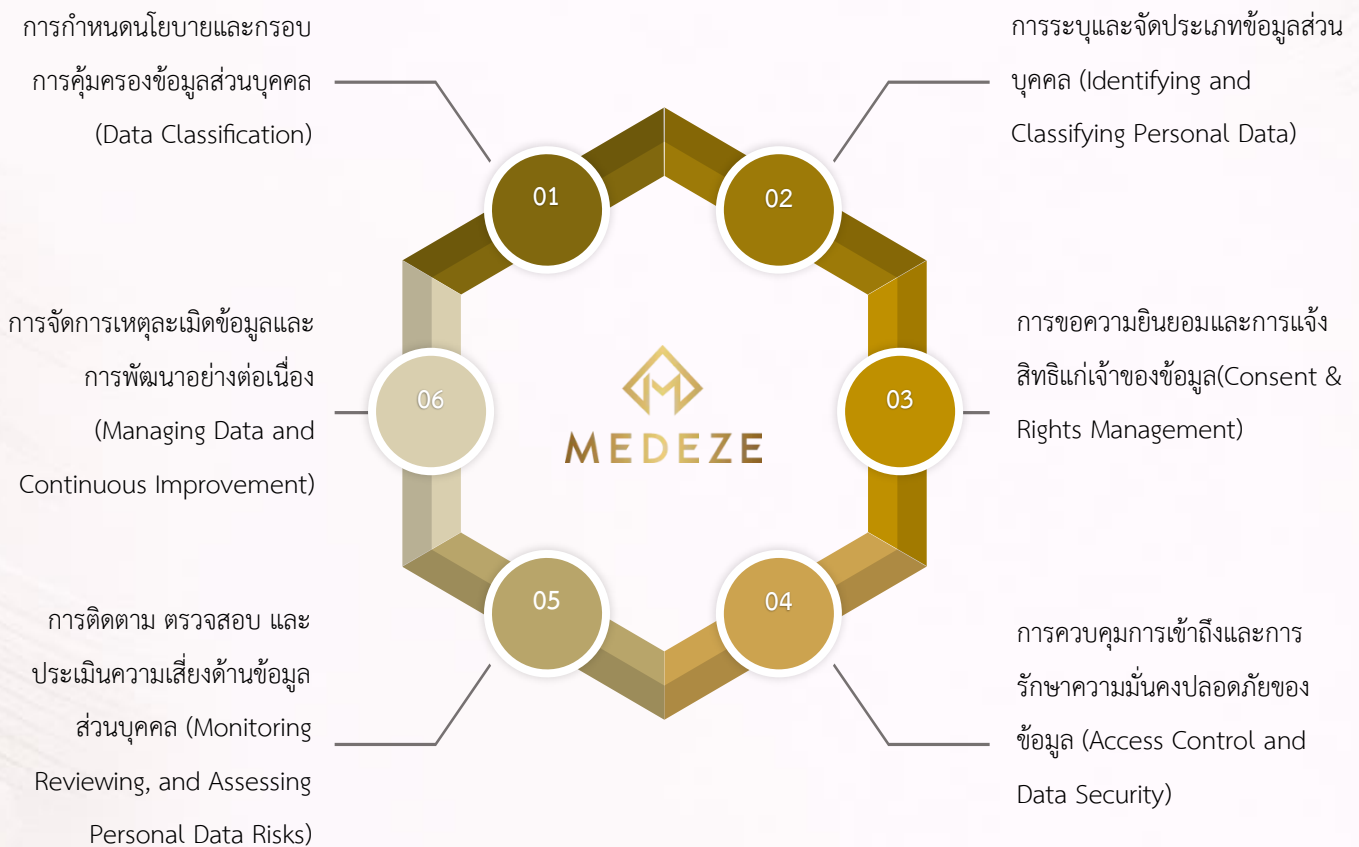 การกำหนดนโยบายและกรอบ
การคุ้มครองข้อมูลส่วนบุคคล
(Data Classification)
01
02
การระบุและจัดประเภทข้อมูลส่วน
บุคคล (Identifying and
Classifying Personal Data)
การจัดการเหตุละเมิดข้อมูลและ
การพัฒนาอย่างต่อเนื่อง
(Managing Data and
Continuous Improvement)
06
MEDEZE
03
การขอความยินยอมและการแจ้ง
สิทธิแก่เจ้าของข้อมูล(Consent &
Rights Management)
การติดตาม ตรวจสอบ และ
ประเมินความเสี่ยงด้านข้อมูล
ส่วนบุคคล (Monitoring
Reviewing, and Assessing
Personal Data Risks)
05
04
การควบคุมการเข้าถึงและการ
รักษาความมั่นคงปลอดภัยของ
ข้อมูล (Access Control and
Data Security)